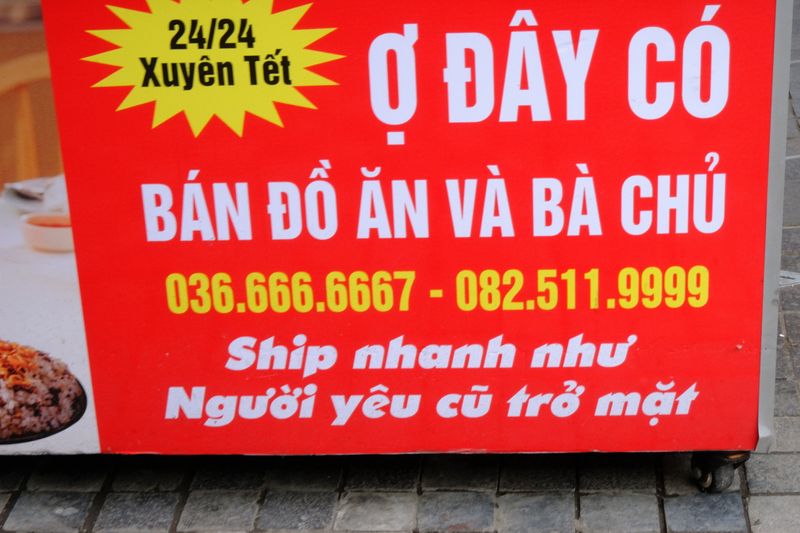 24/24
Xuyên Tết
Ợ ĐÂY CÓ
BÁN ĐỒ ĂN VÀ BÀ CHỦ
036.666.6667 - 082.511.9999
Ship nhanh như
Người yêu cũ trở mặt